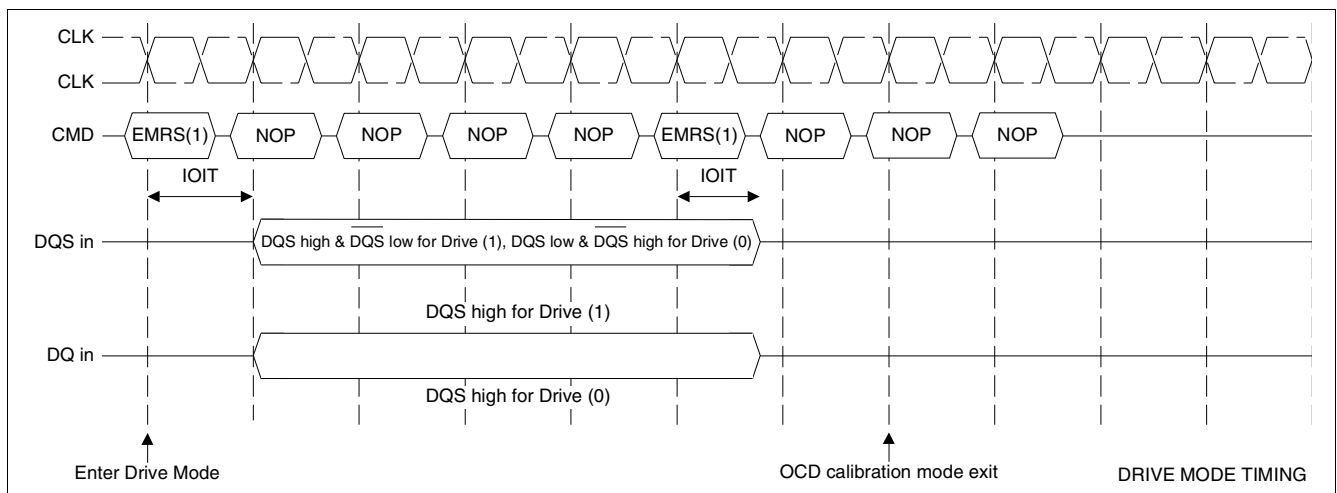 CLK
CLK
CMD EMRS(1) NOP NOP NOP NOP EMRS(1) NOP NOP NOP
IOIT IOIT
DQS in DQS high & D̅Q̅S̅ low for Drive (1), DQS low & D̅Q̅S̅ high for Drive (0)
DQS high for Drive (1)
DQ in
DQS high for Drive (0)
Enter Drive Mode OCD calibration mode exit DRIVE MODE TIMING